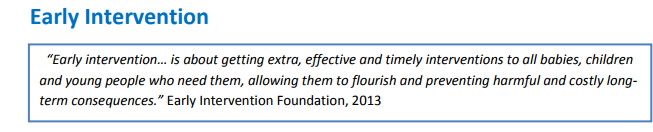 Early Intervention
“Early intervention… is about getting extra, effective and timely interventions to all babies, children
and young people who need them, allowing them to flourish and preventing harmful and costly long-
term consequences.” Early Intervention Foundation, 2013